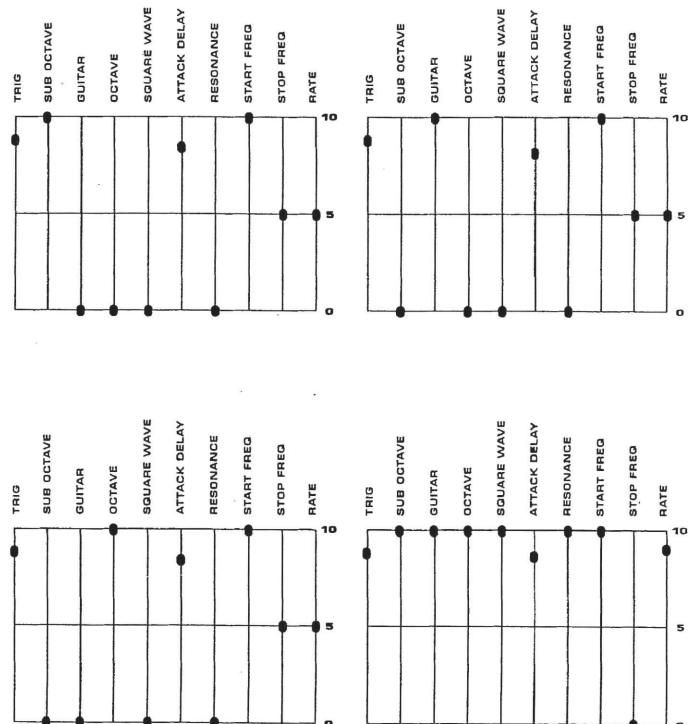 TRIG
SUB OCTAVE
GUITAR
OCTAVE
SQUARE WAVE
ATTACK DELAY
RESONANCE
START FREQ
STOP FREQ
RATE
10
5
0
TRIG
SUB OCTAVE
GUITAR
OCTAVE
SQUARE WAVE
ATTACK DELAY
RESONANCE
START FREQ
STOP FREQ
RATE
10
5
0
TRIG
SUB OCTAVE
GUITAR
OCTAVE
SQUARE WAVE
ATTACK DELAY
RESONANCE
START FREQ
STOP FREQ
RATE
10
5
0
TRIG
SUB OCTAVE
GUITAR
OCTAVE
SQUARE WAVE
ATTACK DELAY
RESONANCE
START FREQ
STOP FREQ
RATE
10
5
0